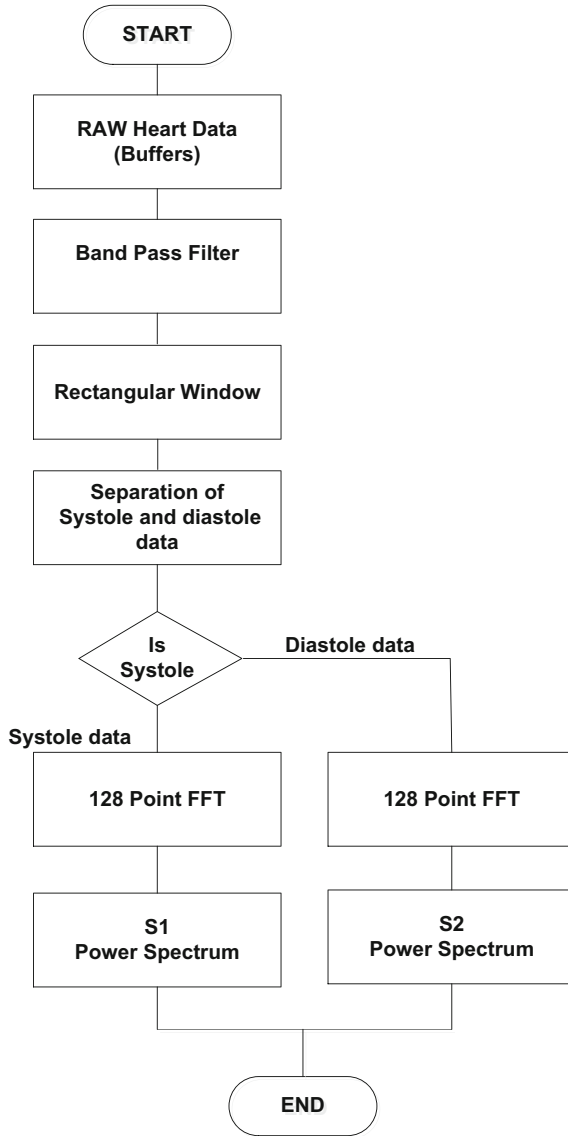 START
RAW Heart Data
(Buffers)
Band Pass Filter
Rectangular Window
Separation of
Systole and diastole
data
Is
Systole
Diastole data
Systole data
128 Point FFT
128 Point FFT
S1
Power Spectrum
S2
Power Spectrum
END